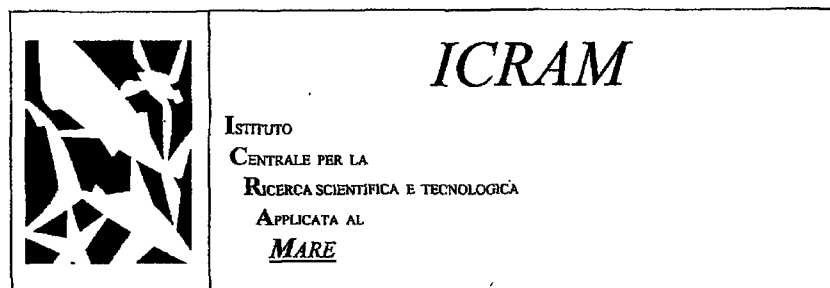 ICRAM
ISTITUTO
CENTRALE PER LA
RICERCA SCIENTIFICA E TECNOLOGICA
APPLICATA AL
MARE